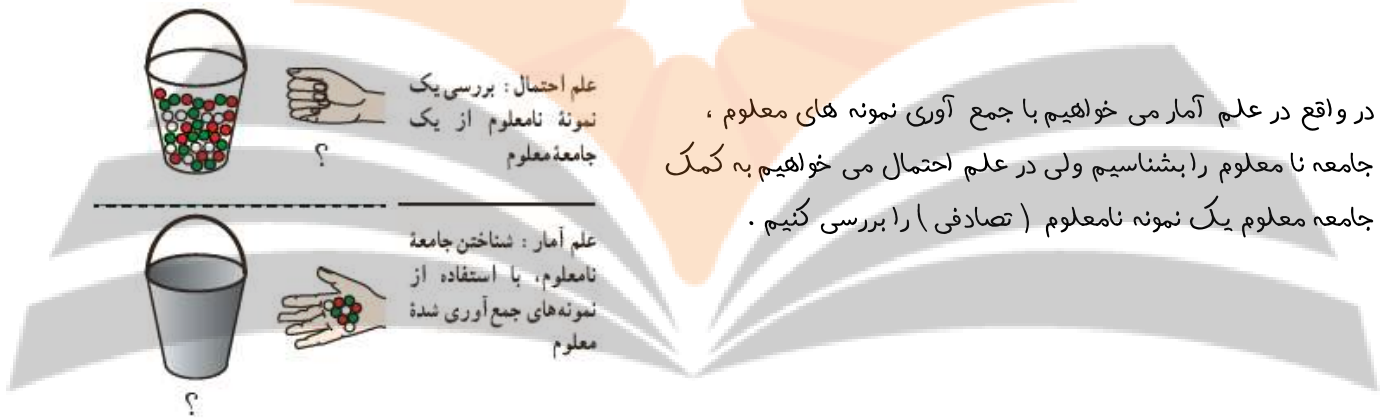 در واقع در علم آمار می خواهیم با جمع آوری نمونه های معلوم ،
جامعه نا معلوم را بشناسیم ولی در علم احتمال می خواهیم به کمک
جامعه معلوم یک نمونه نامعلوم ( تصادفی ) را بررسی کنیم .
علم احتمال : بررسی یک
نمونهٔ نامعلوم از یک
جامعهٔ معلوم
؟
علم آمار : شناختن جامعهٔ
نامعلوم، با استفاده از
نمونه‌های جمع‌آوری شدهٔ
معلوم
؟